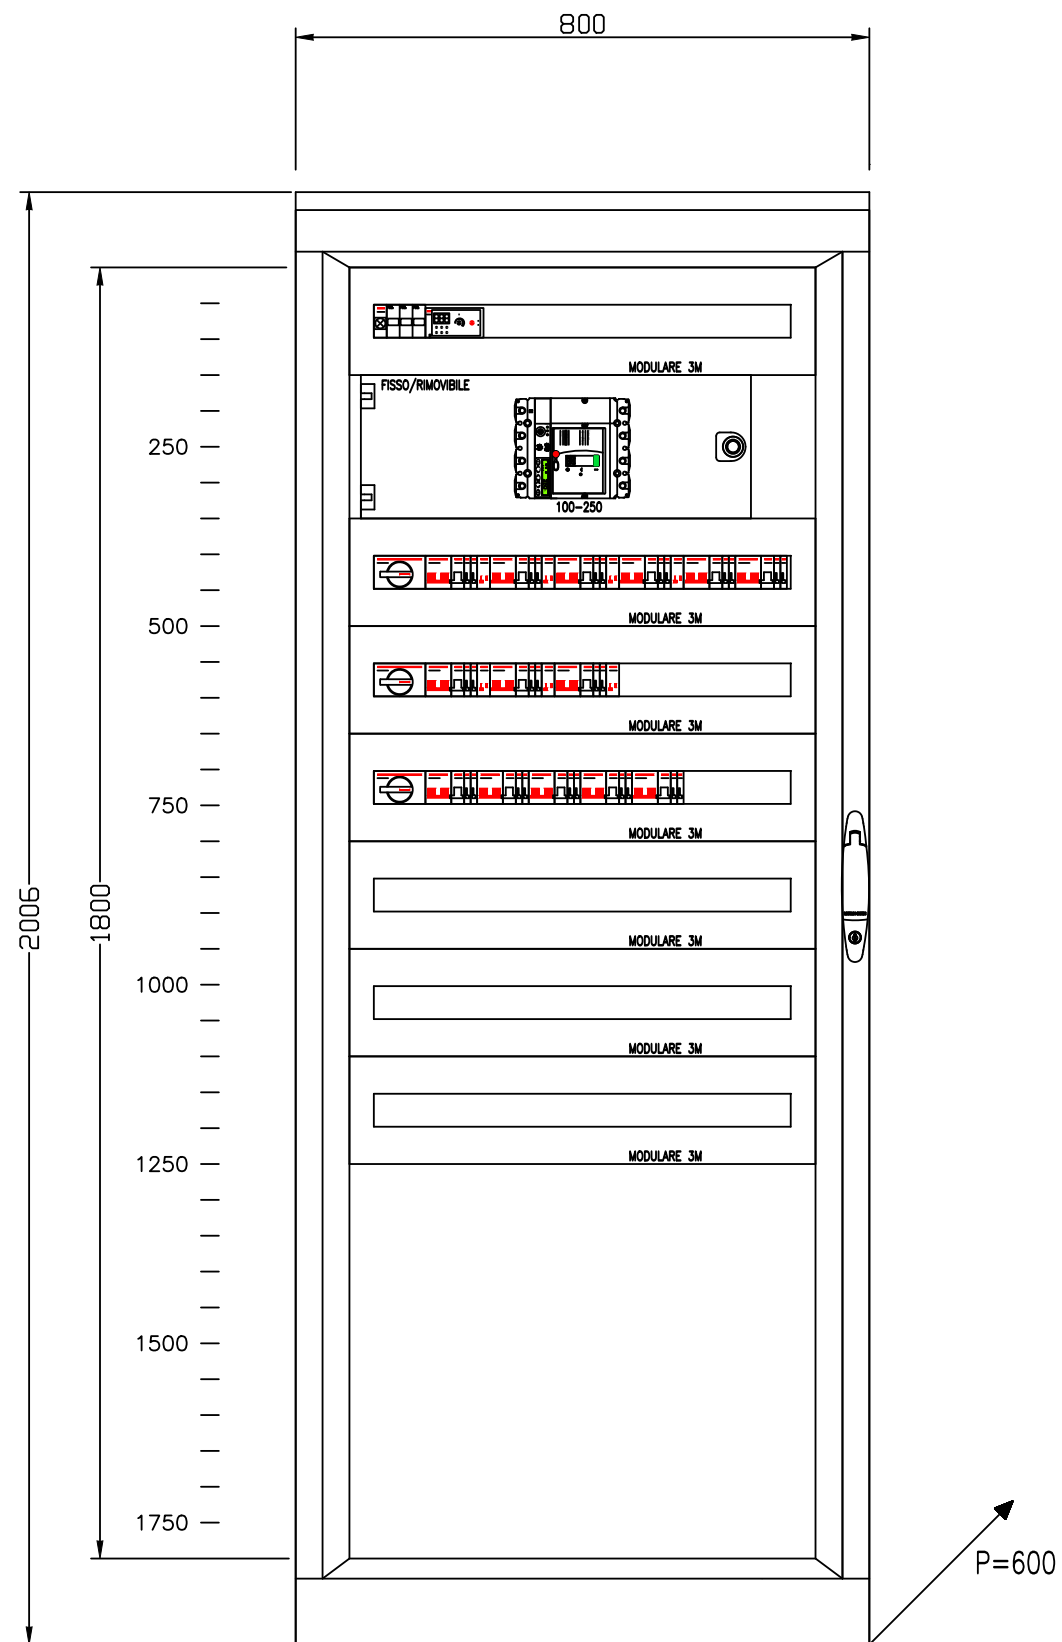 800
MODULARE 3M
FISSO/RIMOVIBILE
250
100-250
MODULARE 3M
500
MODULARE 3M
750
MODULARE 3M
2006
1800
MODULARE 3M
1000
MODULARE 3M
1250
MODULARE 3M
1500
1750
P=600